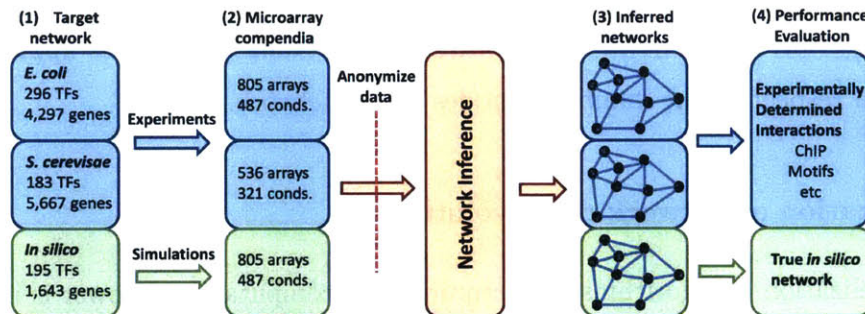 (1) Target
network
(2) Microarray
compendia
(3) Inferred
networks
(4) Performance
Evaluation
E. coli
296 TFs
4,297 genes
Experiments
805 arrays
487 conds.
Anonymize
data
S. cerevisae
183 TFs
5,667 genes
536 arrays
321 conds.
Network Inference
Experimentally
Determined
Interactions
ChIP
Motifs
etc
In silico
195 TFs
1,643 genes
Simulations
805 arrays
487 conds.
True in silico
network